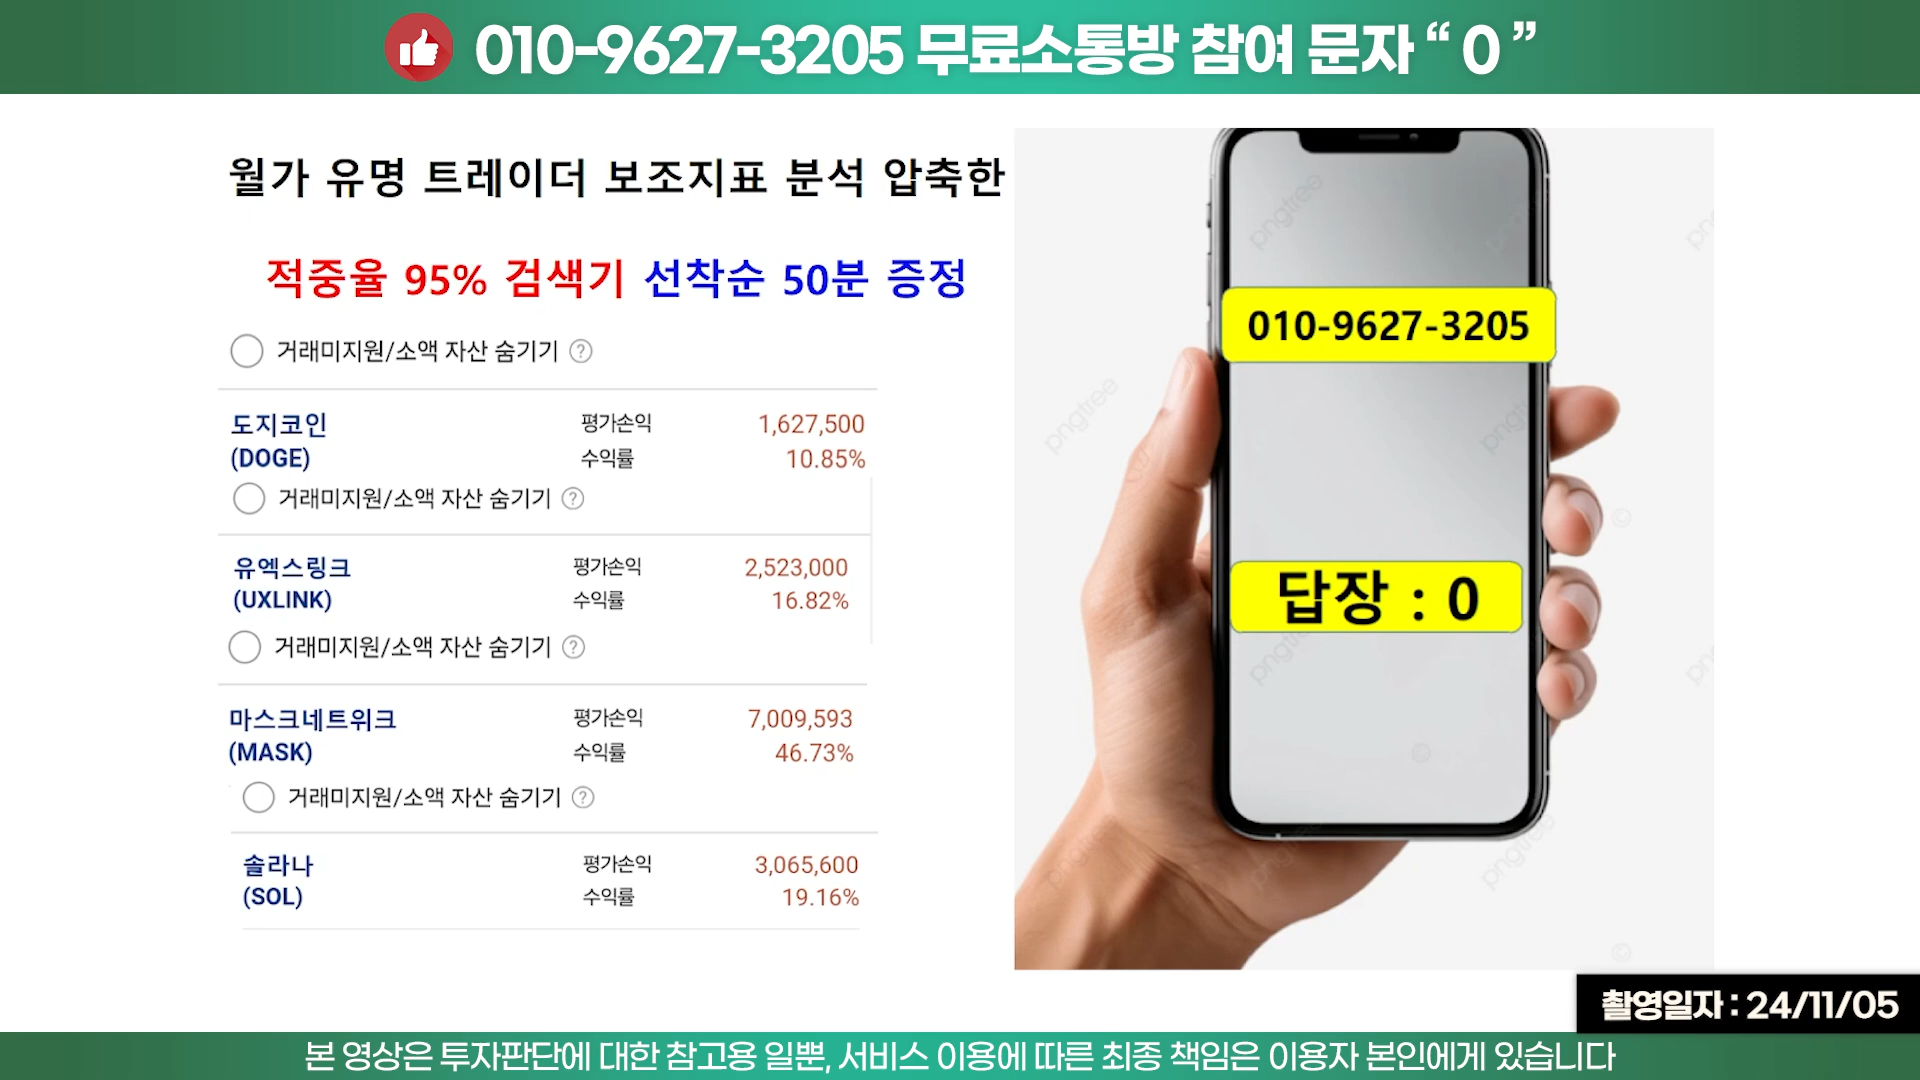 010-9627-3205 무료소통방 참여 문자 “ 0 ”
월가 유명 트레이더 보조지표 분석 압축한
적중율 95% 검색기 선착순 50분 증정
거래미지원/소액 자산 숨기기 ?
도지코인 평가손익 1,627,500
(DOGE) 수익률 10.85%
거래미지원/소액 자산 숨기기 ?
유엑스링크 평가손익 2,523,000
(UXLINK) 수익률 16.82%
거래미지원/소액 자산 숨기기 ?
마스크네트워크 평가손익 7,009,593
(MASK) 수익률 46.73%
거래미지원/소액 자산 숨기기 ?
솔라나 평가손익 3,065,600
(SOL) 수익률 19.16%
010-9627-3205
답장 : 0
pngtree
촬영일자 : 24/11/05
본 영상은 투자판단에 대한 참고용 일뿐, 서비스 이용에 따른 최종 책임은 이용자 본인에게 있습니다